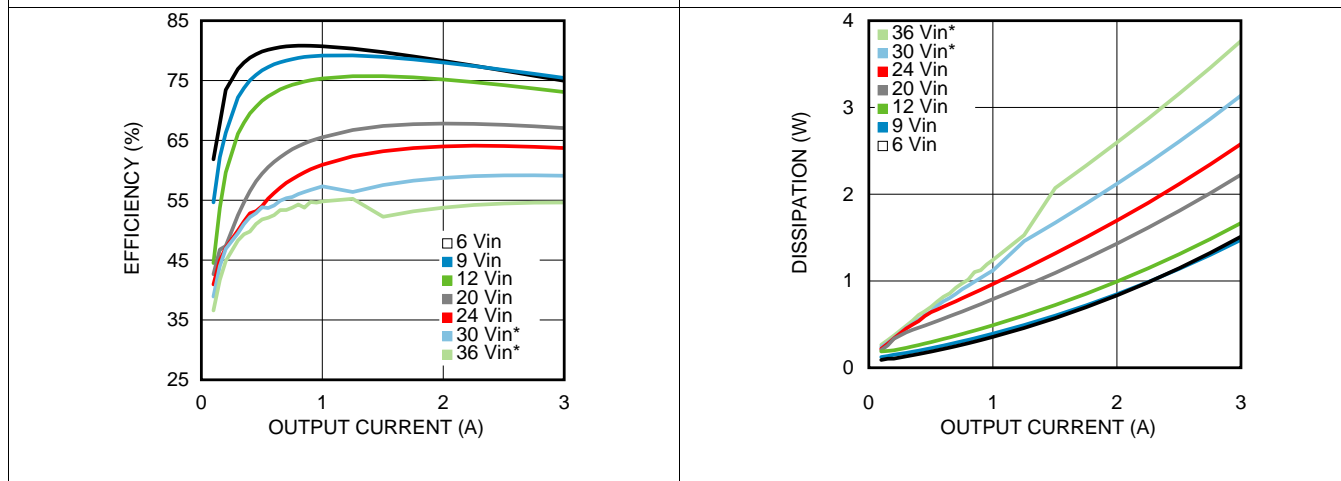 EFFICIENCY (%)
85
75
65
55
45
35
25
0
1
2
3
OUTPUT CURRENT (A)
6 Vin
9 Vin
12 Vin
20 Vin
24 Vin
30 Vin*
36 Vin*
DISSIPATION (W)
4
3
2
1
0
0
1
2
3
OUTPUT CURRENT (A)
36 Vin*
30 Vin*
24 Vin
20 Vin
12 Vin
9 Vin
6 Vin